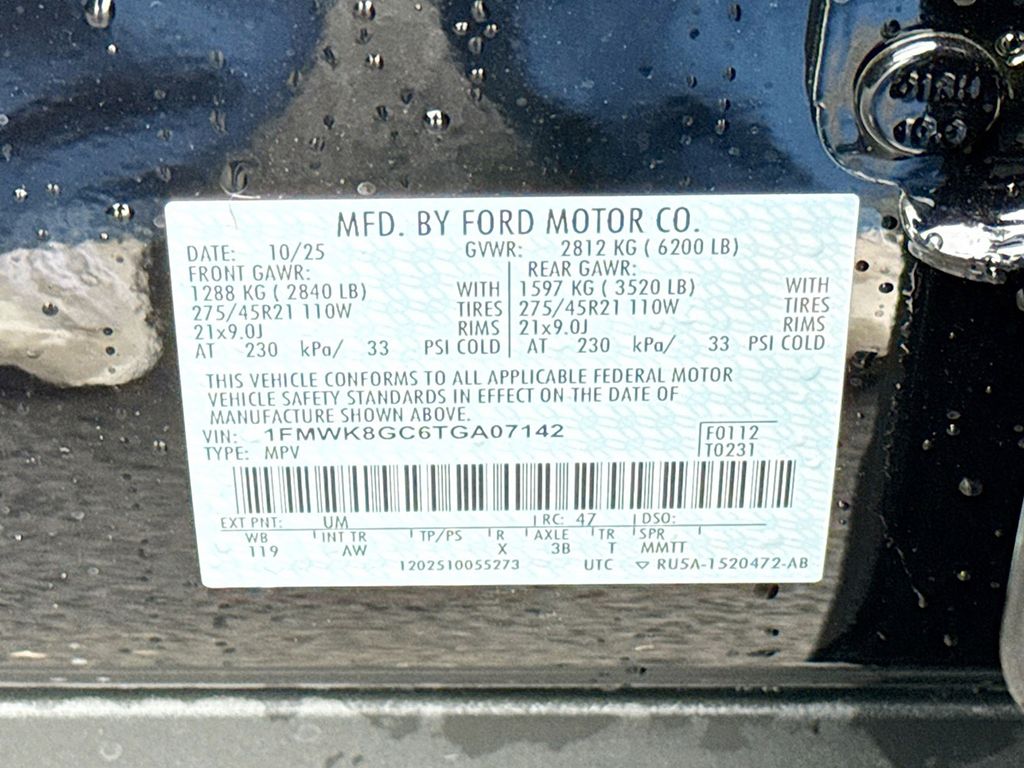 MFD. BY FORD MOTOR CO.
DATE: 10/25 GVWR: 2812 KG ( 6200 LB)
FRONT GAWR: REAR GAWR:
1288 KG ( 2840 LB) WITH 1597 KG ( 3520 LB) WITH
275/45R21 110W TIRES 275/45R21 110W TIRES
21x9.0J RIMS 21x9.0J RIMS
AT 230 kPa/ 33 PSI COLD AT 230 kPa/ 33 PSI COLD
THIS VEHICLE CONFORMS TO ALL APPLICABLE FEDERAL MOTOR
VEHICLE SAFETY STANDARDS IN EFFECT ON THE DATE OF
MANUFACTURE SHOWN ABOVE.
VIN: 1FMWK8GC6TGA07142 F0112
TYPE: MPV T0231
EXT PNT: UM RC: 47 DSO:
WB INT TR TP/PS R AXLE TR SPR
119 AW X 3B T MMTT
1202510055273 UTC ▽ RU5A-1520472-AB